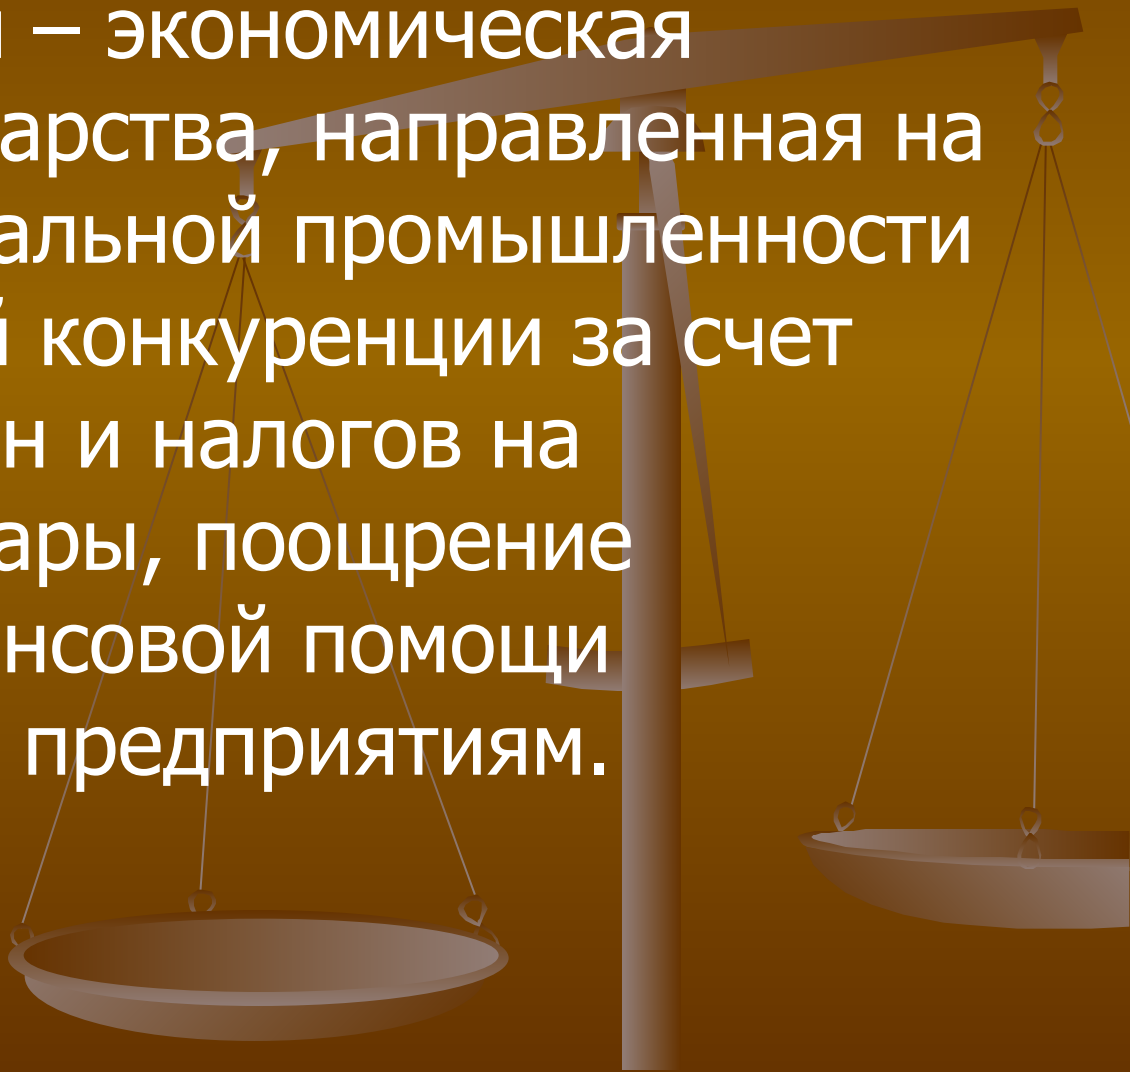 – экономическая
арства, направленная на
альной промышленности
й конкуренции за счет
н и налогов на
ары, поощрение
нсовой помощи
предприятиям.